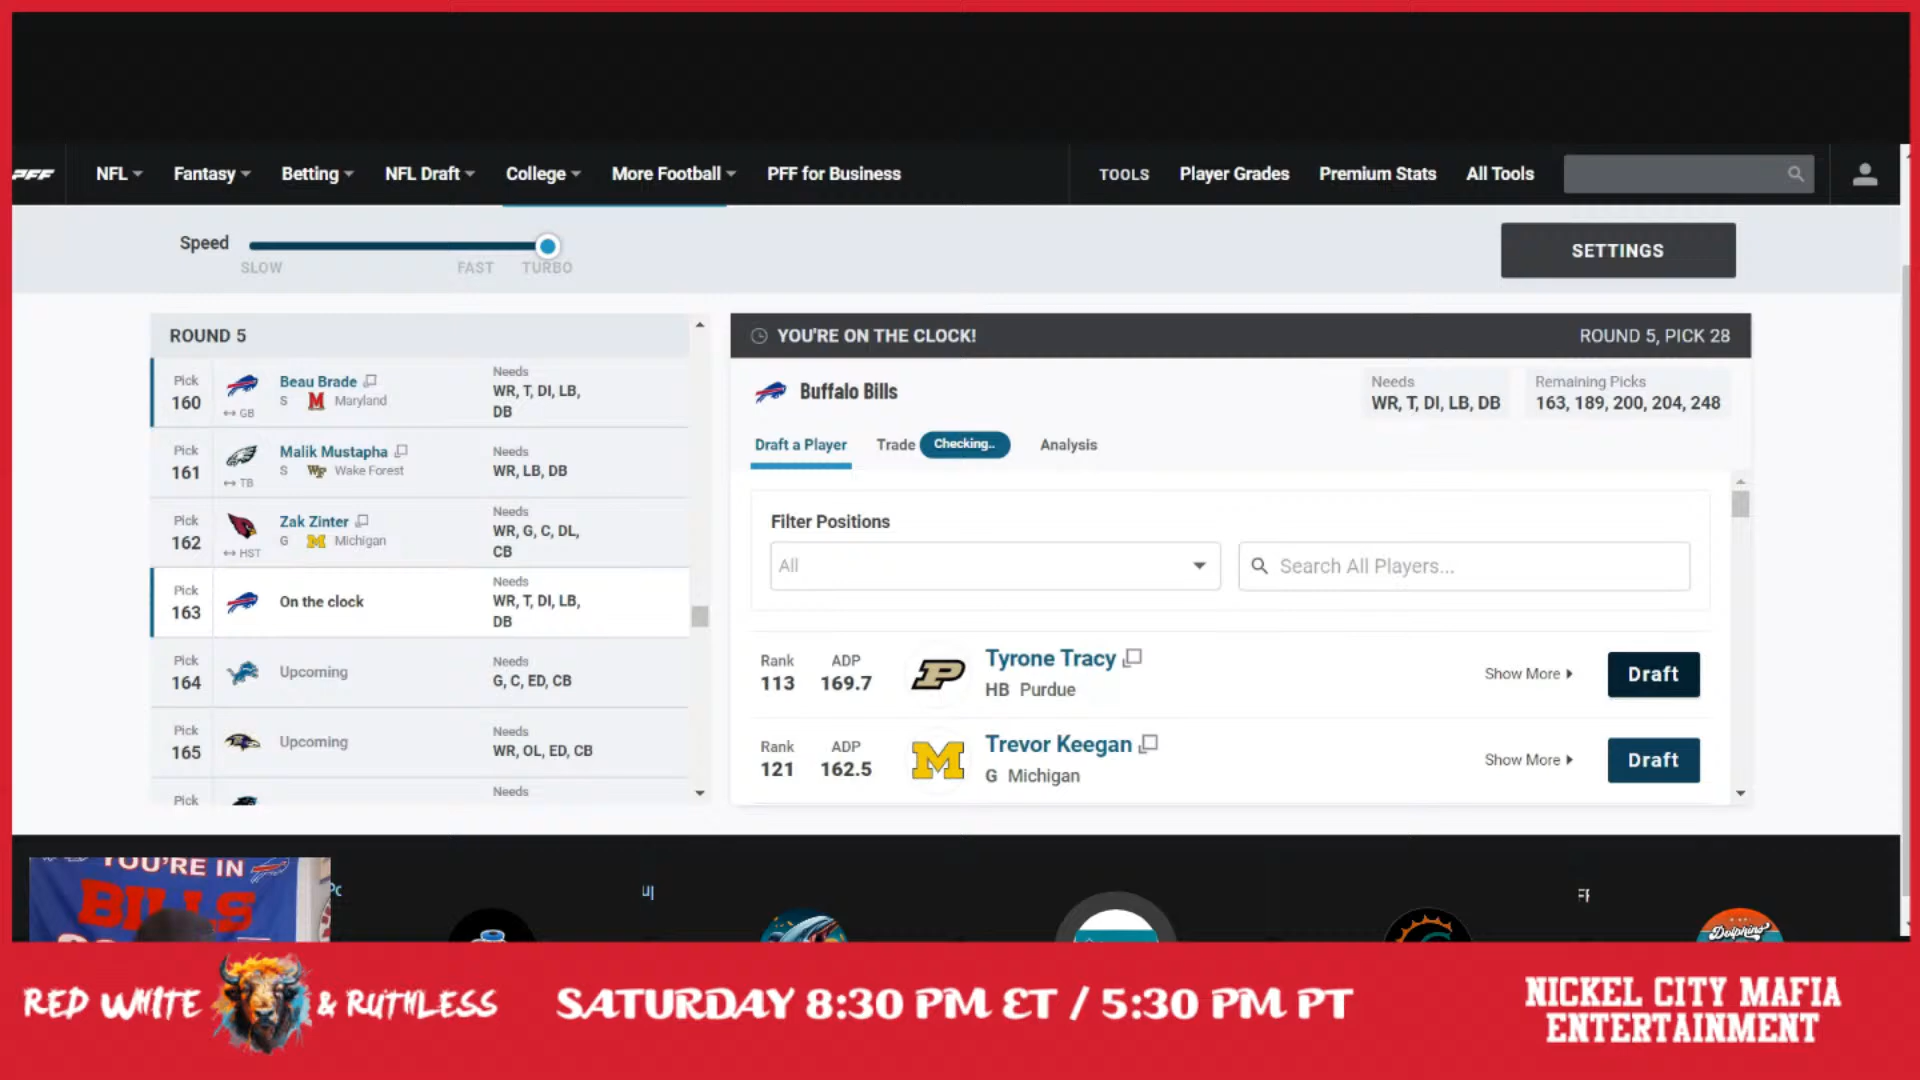 PFF
NFL
Fantasy
Betting
NFL Draft
College
More Football
PFF for Business
TOOLS
Player Grades
Premium Stats
All Tools
Speed
SLOW
FAST
TURBO
SETTINGS
ROUND 5
Pick
160
GB
Beau Brade
S M Maryland
Needs
WR, T, DI, LB,
DB
Pick
161
TB
Malik Mustapha
S WF Wake Forest
Needs
WR, LB, DB
Pick
162
HST
Zak Zinter
G M Michigan
Needs
WR, G, C, DL,
CB
Pick
163
On the clock
Needs
WR, T, DI, LB,
DB
Pick
164
Upcoming
Needs
G, C, ED, CB
Pick
165
Upcoming
Needs
WR, OL, ED, CB
Pick
Needs
YOU'RE ON THE CLOCK!
ROUND 5, PICK 28
Buffalo Bills
Needs
WR, T, DI, LB, DB
Remaining Picks
163, 189, 200, 204, 248
Draft a Player
Trade
Checking..
Analysis
Filter Positions
All
Search All Players...
Rank
113
ADP
169.7
P
Tyrone Tracy
HB Purdue
Show More
Draft
Rank
121
ADP
162.5
M
Trevor Keegan
G Michigan
Show More
Draft
YOU'RE IN
BILLS
Dolphins
RED WHITE & RUTHLESS
SATURDAY 8:30 PM ET / 5:30 PM PT
NICKEL CITY MAFIA
ENTERTAINMENT